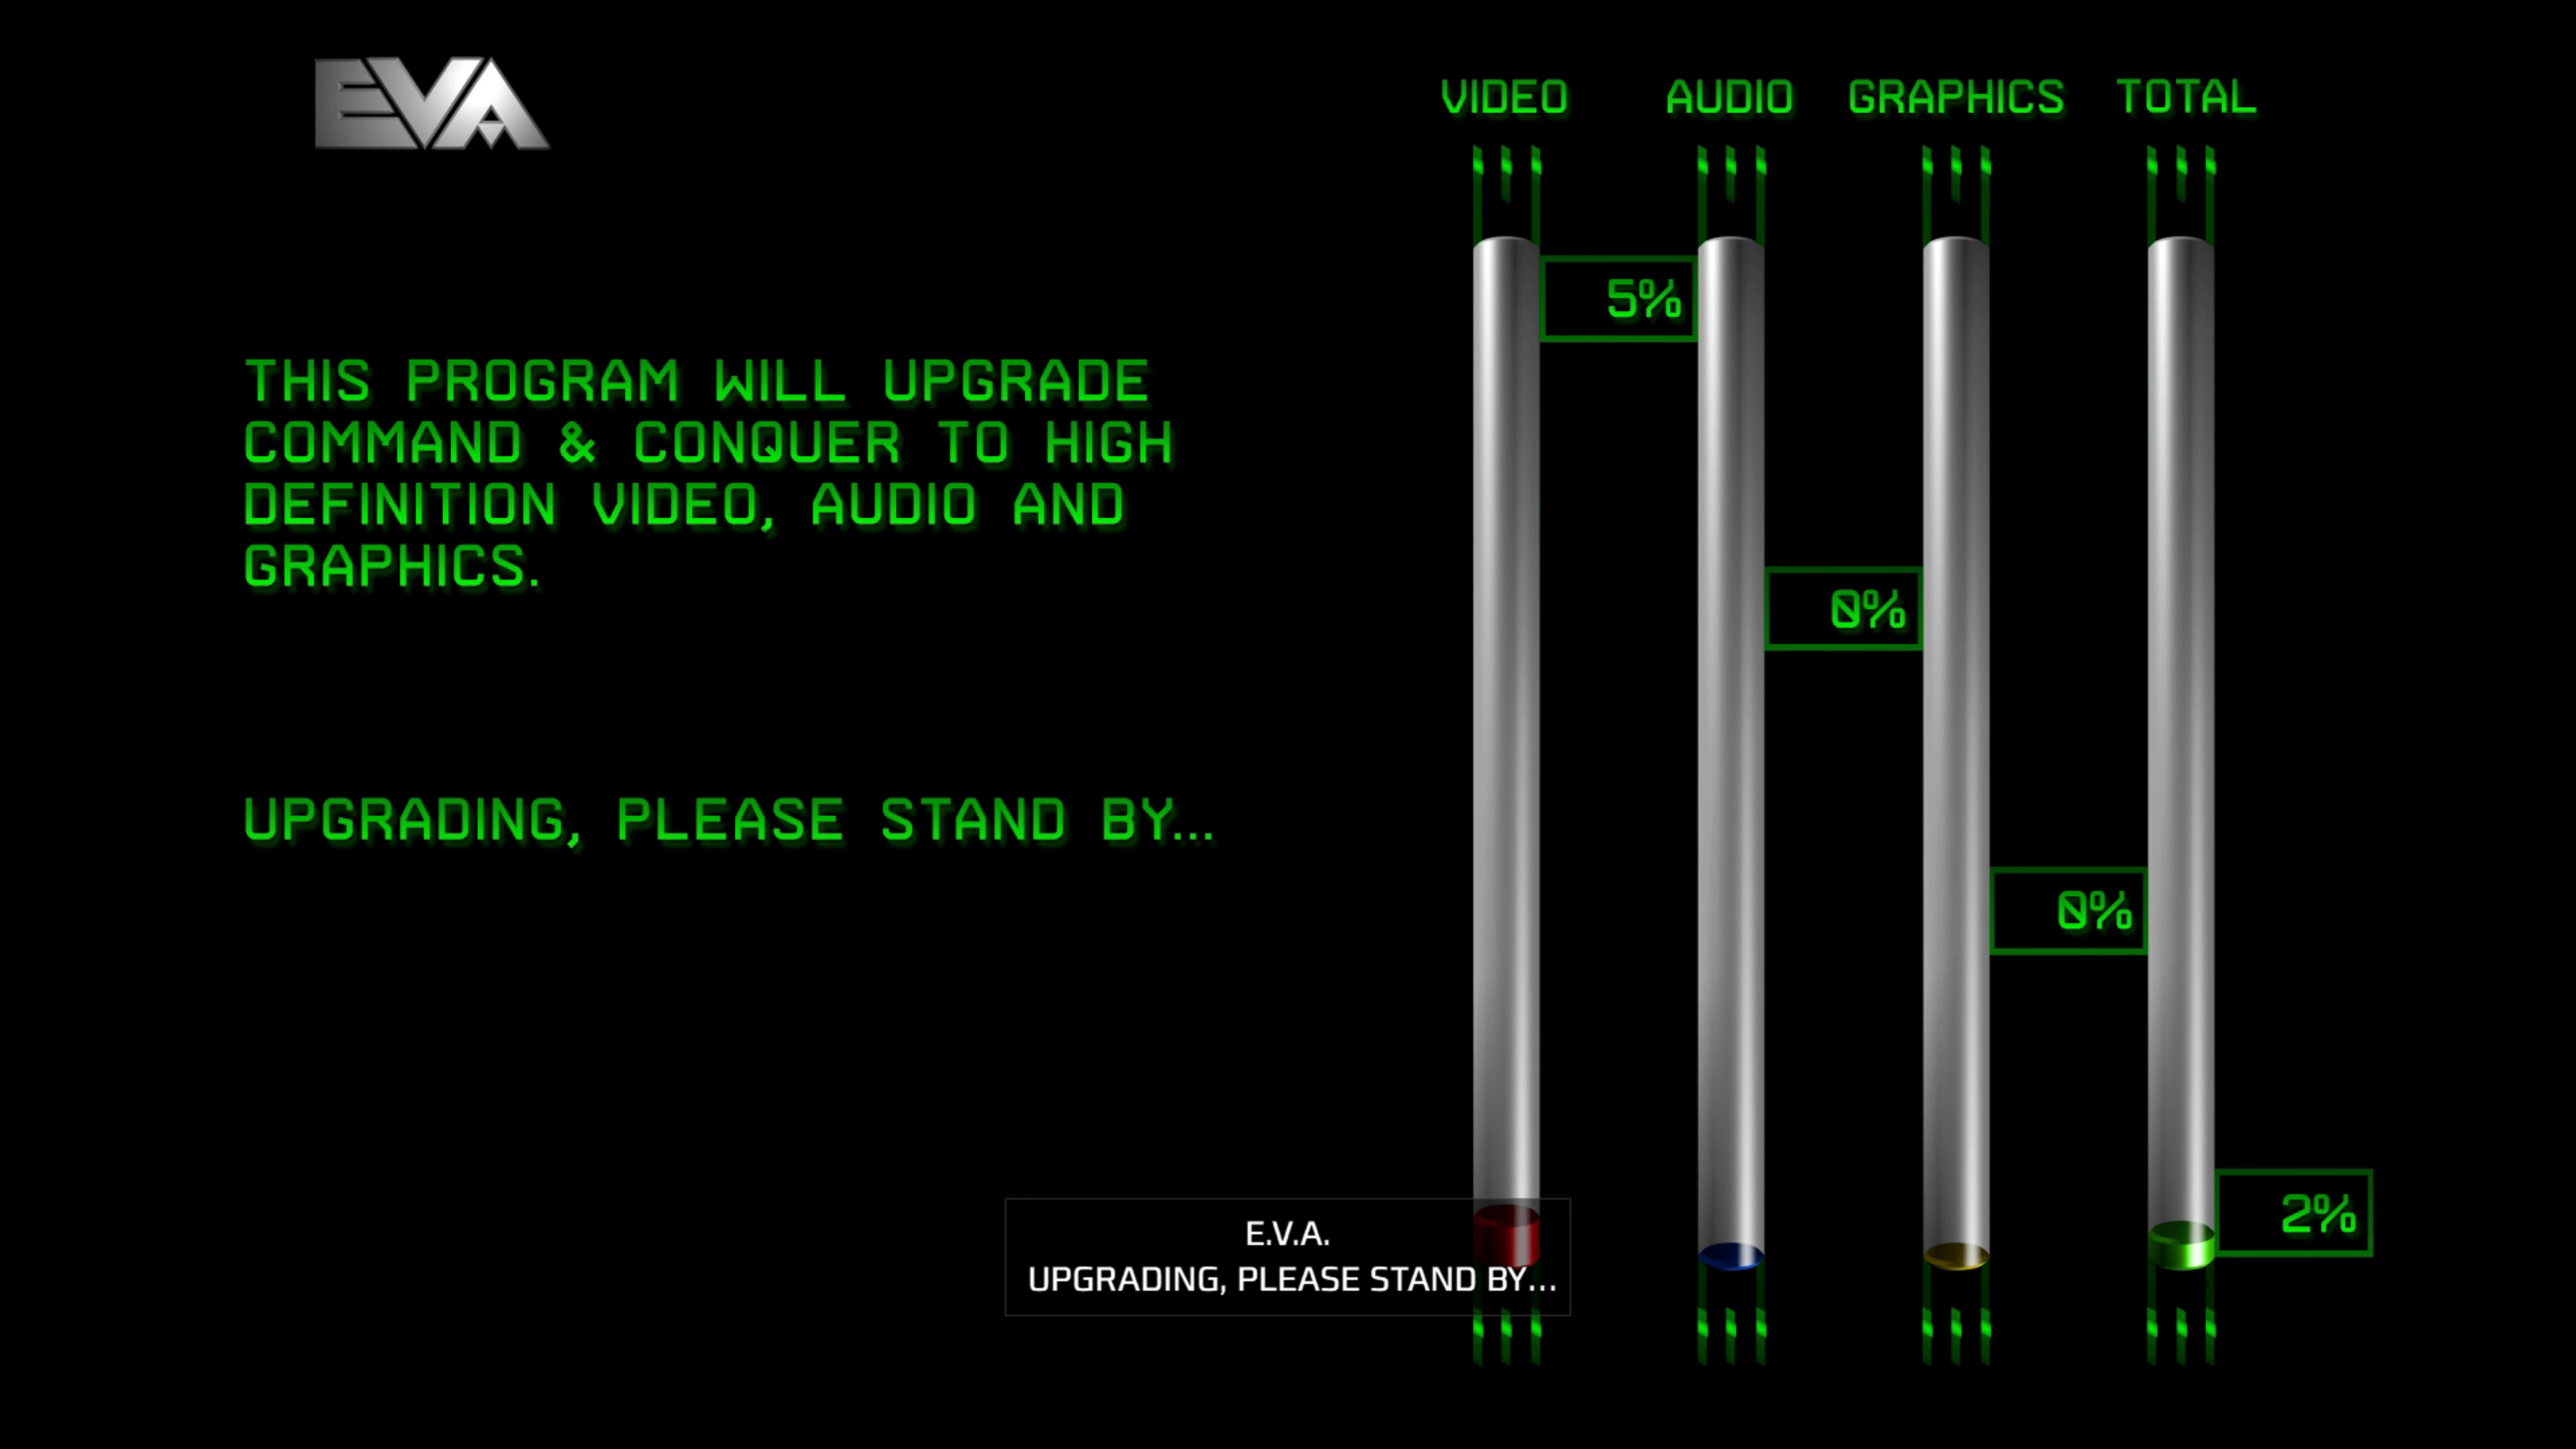 EVA
VIDEO AUDIO GRAPHICS TOTAL
5%
THIS PROGRAM WILL UPGRADE
COMMAND & CONQUER TO HIGH
DEFINITION VIDEO, AUDIO AND
GRAPHICS.
0%
UPGRADING, PLEASE STAND BY...
0%
2%
E.V.A.
UPGRADING, PLEASE STAND BY...